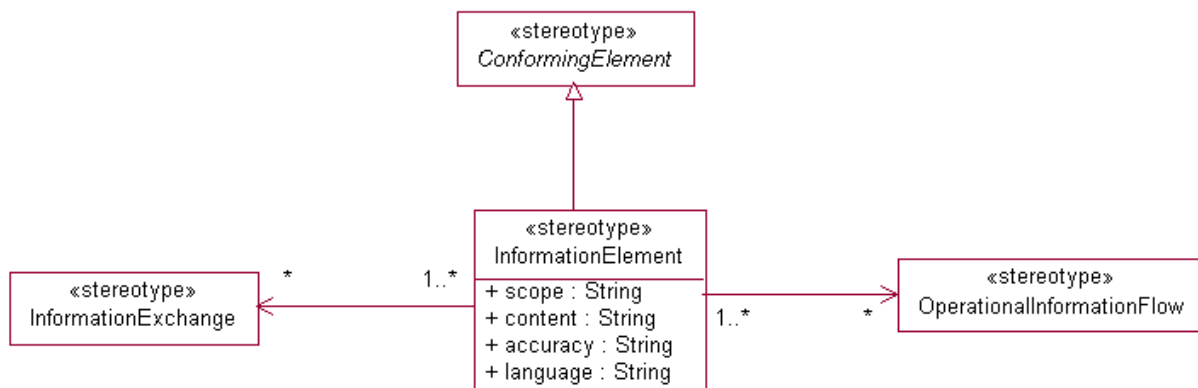 «stereotype»
ConformingElement
«stereotype»
InformationElement
+ scope : String
+ content : String
+ accuracy : String
+ language : String
* 1..*
«stereotype»
InformationExchange
1..* *
«stereotype»
OperationalInformationFlow